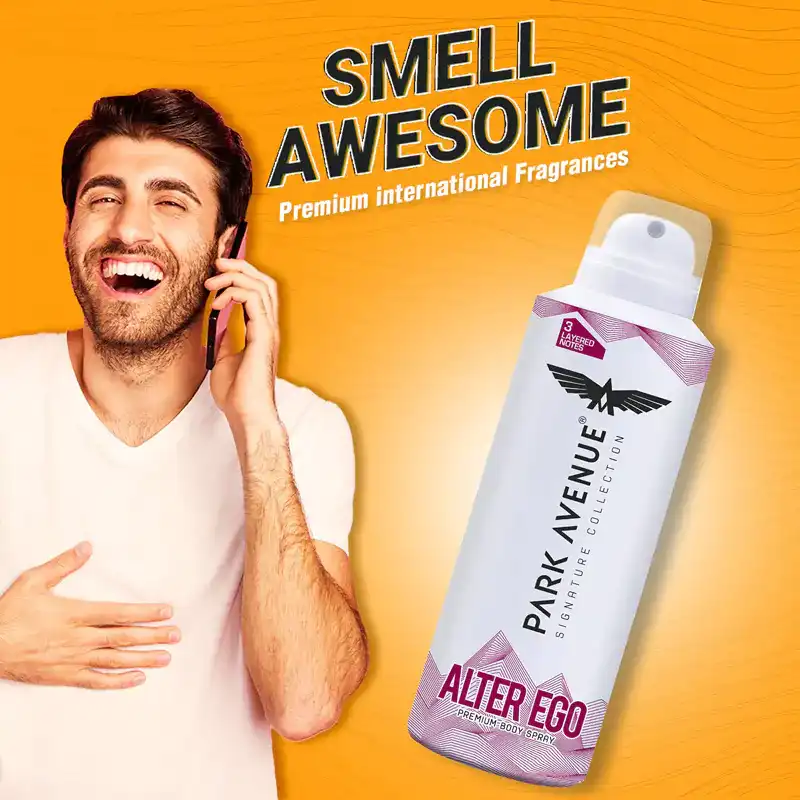 SMELL
AWESOME
Premium international Fragrances
3
LAYERED
NOTES
PARK AVENUE®
SIGNATURE COLLECTION
ALTER EGO
PREMIUM BODY SPRAY